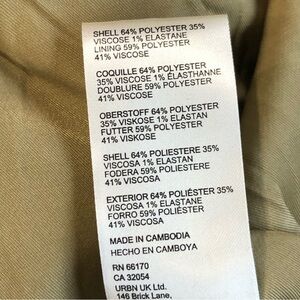 SHELL 64% POLYESTER 35%
VISCOSE 1% ELASTANE
LINING 59% POLYESTER
41% VISCOSE
COQUILLE 64% POLYESTER
35% VISCOSE 1% ÉLASTHANNE
DOUBLURE 59% POLYESTER
41% VISCOSE
OBERSTOFF 64% POLYESTER
35% VISKOSE 1% ELASTAN
FUTTER 59% POLYESTER
41% VISKOSE
SHELL 64% POLIESTERE 35%
VISCOSA 1% ELASTAN
FODERA 59% POLIESTERE
41% VISCOSA
EXTERIOR 64% POLIÉSTER 35%
VISCOSA 1% ELASTANE
FORRO 59% POLIÉSTER
41% VISCOSA
MADE IN CAMBODIA
HECHO EN CAMBOYA
RN 66170
CA 32054
URBN UK Ltd.
146 Brick Lane,